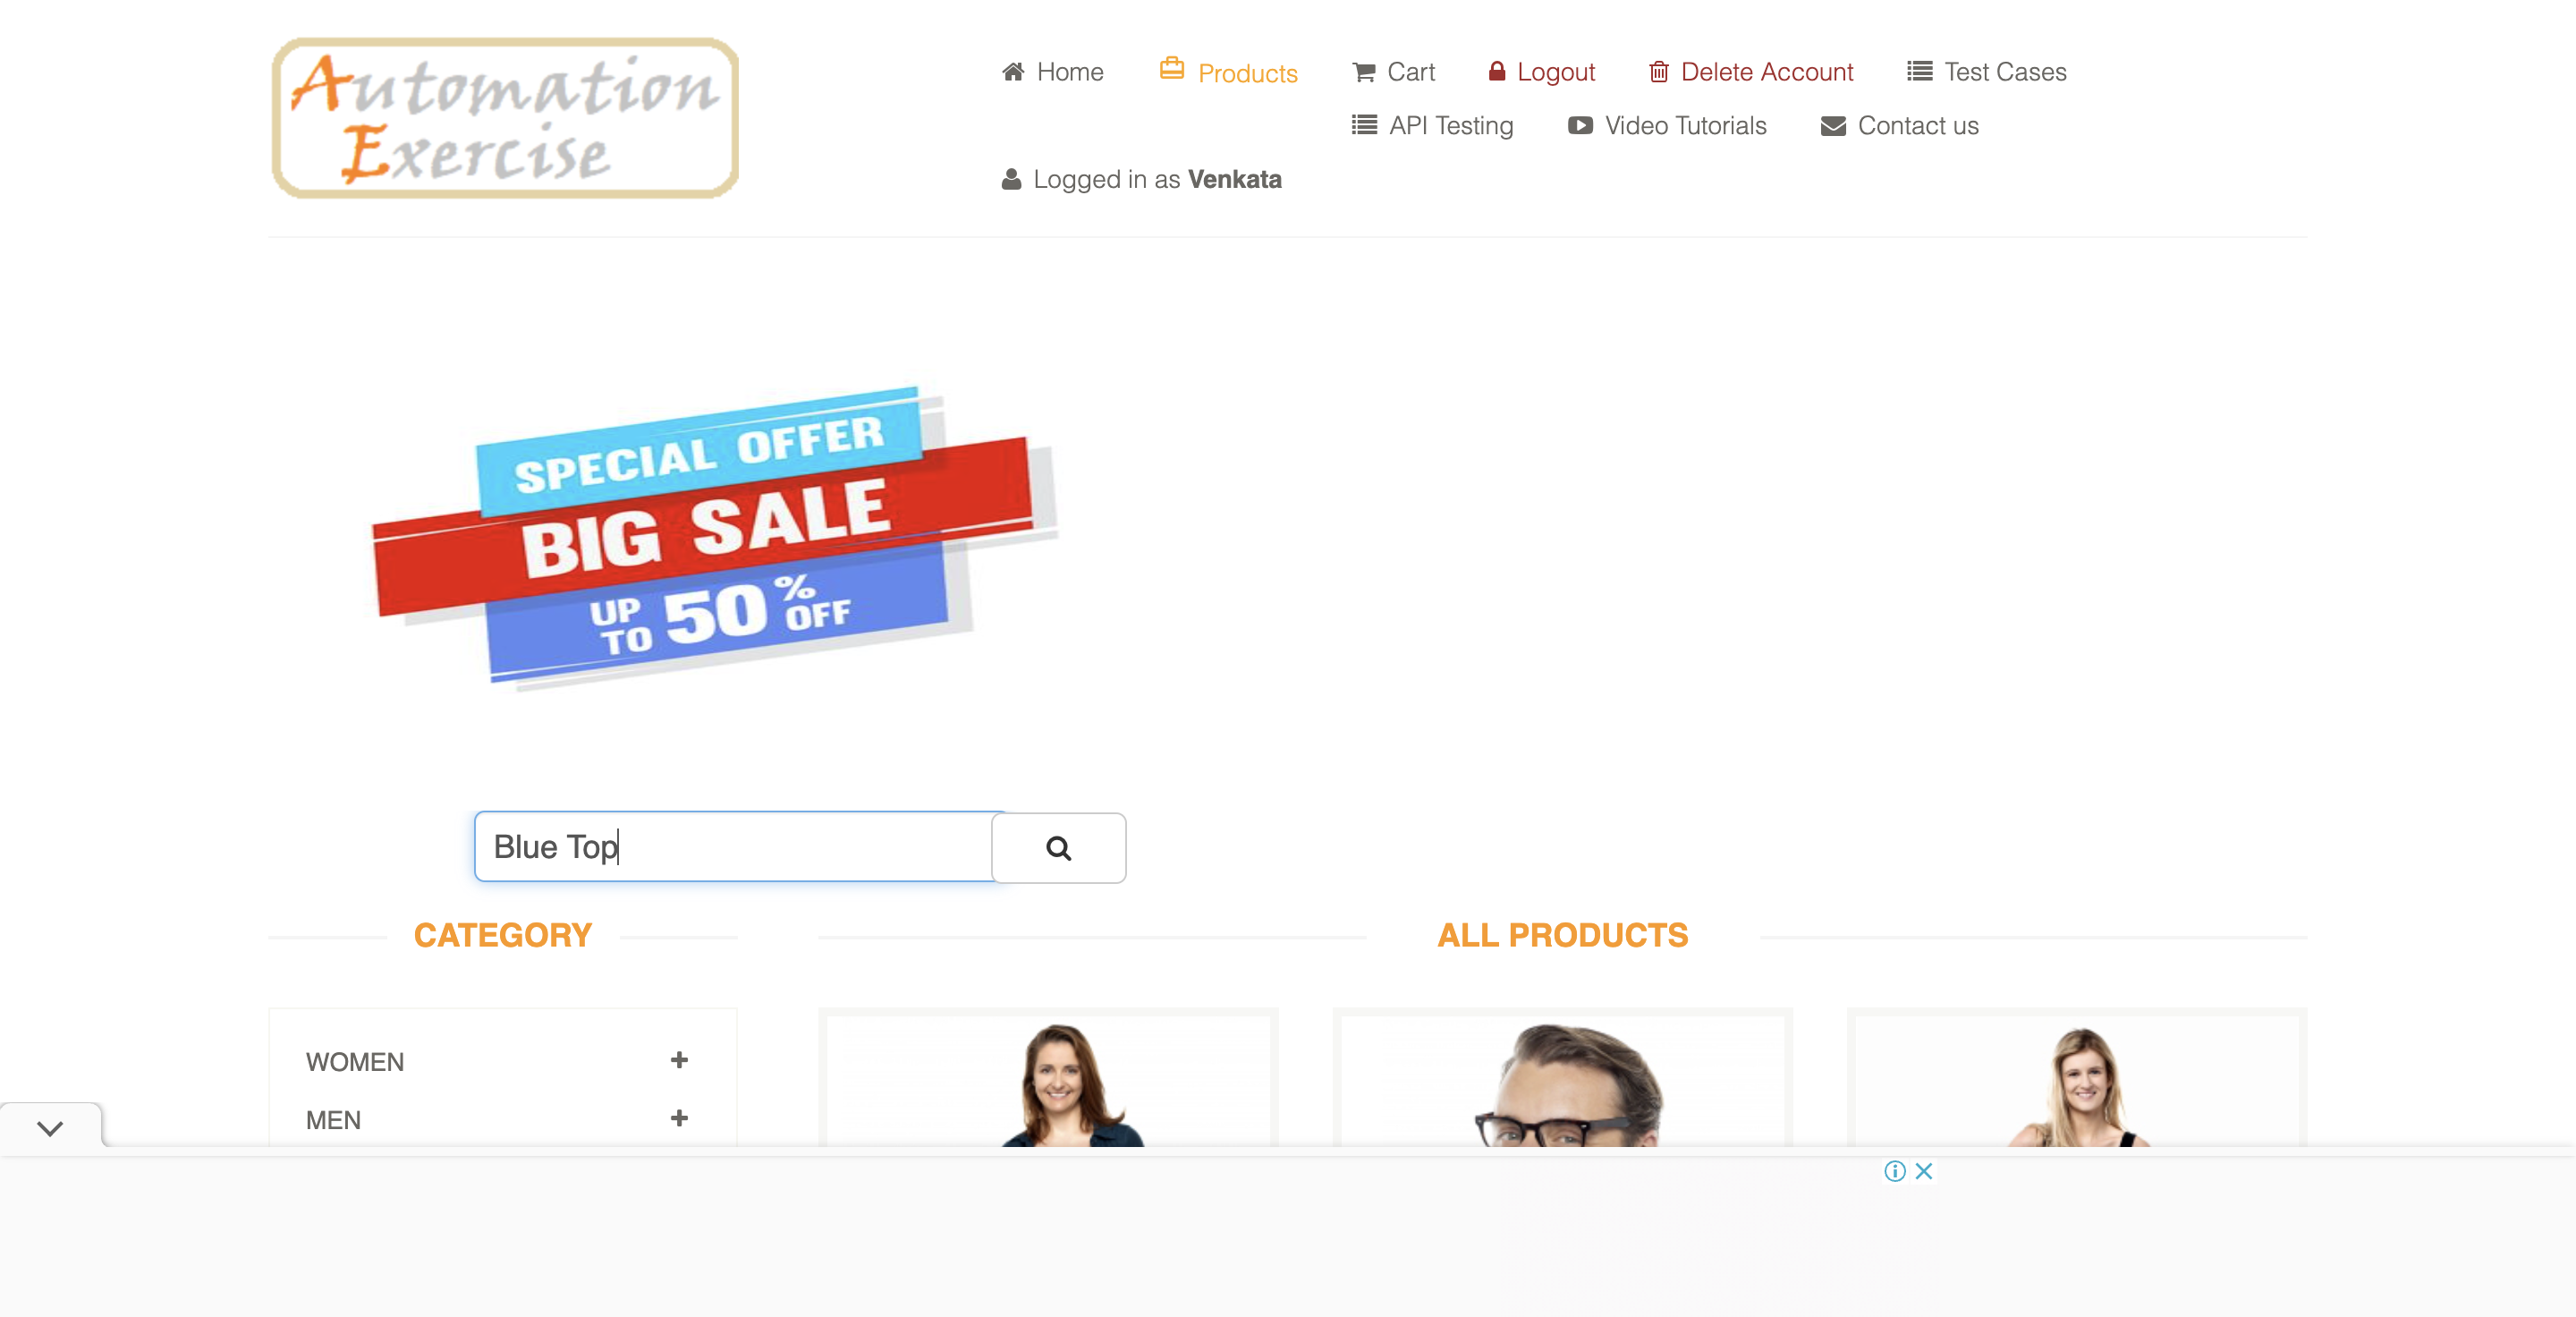 Automation
Exercise
Home Products Cart Logout Delete Account Test Cases
API Testing Video Tutorials Contact us
Logged in as Venkata
SPECIAL OFFER
BIG SALE
UP TO 50% OFF
Blue Top
CATEGORY
ALL PRODUCTS
WOMEN
MEN